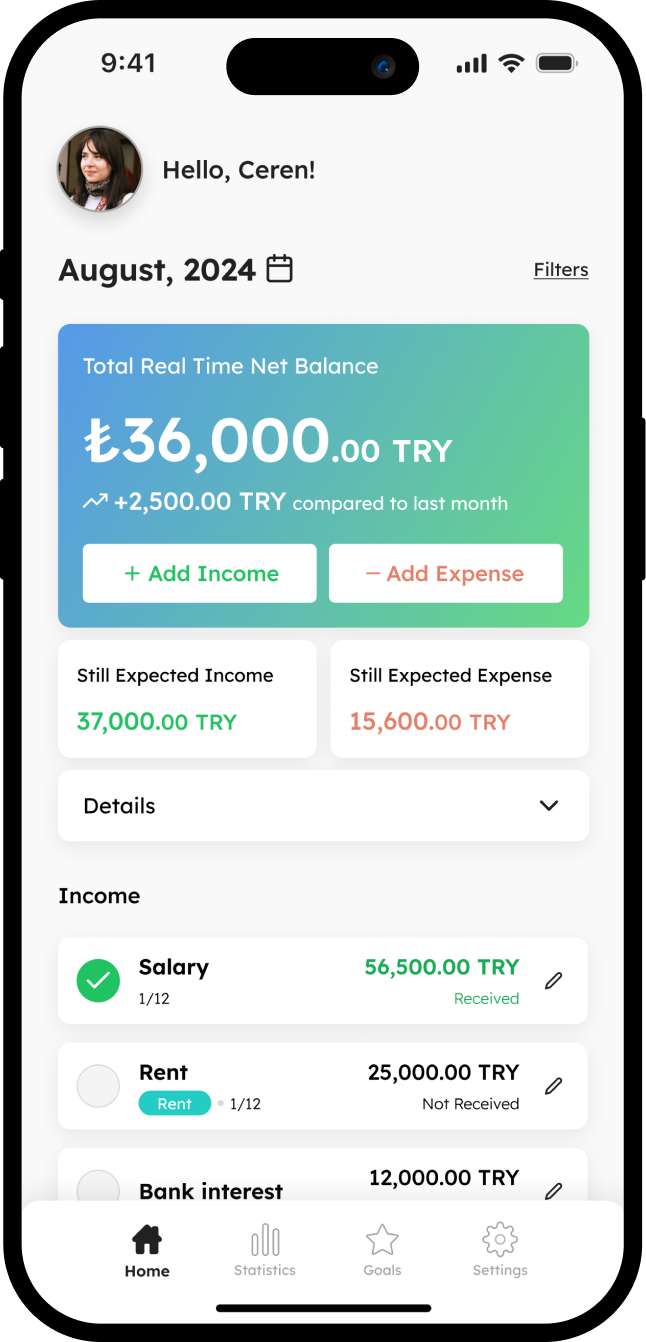 9:41
Hello, Ceren!
August, 2024
Filters
Total Real Time Net Balance
₺36,000.00 TRY
+2,500.00 TRY compared to last month
+ Add Income
− Add Expense
Still Expected Income
37,000.00 TRY
Still Expected Expense
15,600.00 TRY
Details
Income
Salary
56,500.00 TRY
1/12
Received
Rent
25,000.00 TRY
Rent • 1/12
Not Received
Bank interest
12,000.00 TRY
Home
Statistics
Goals
Settings